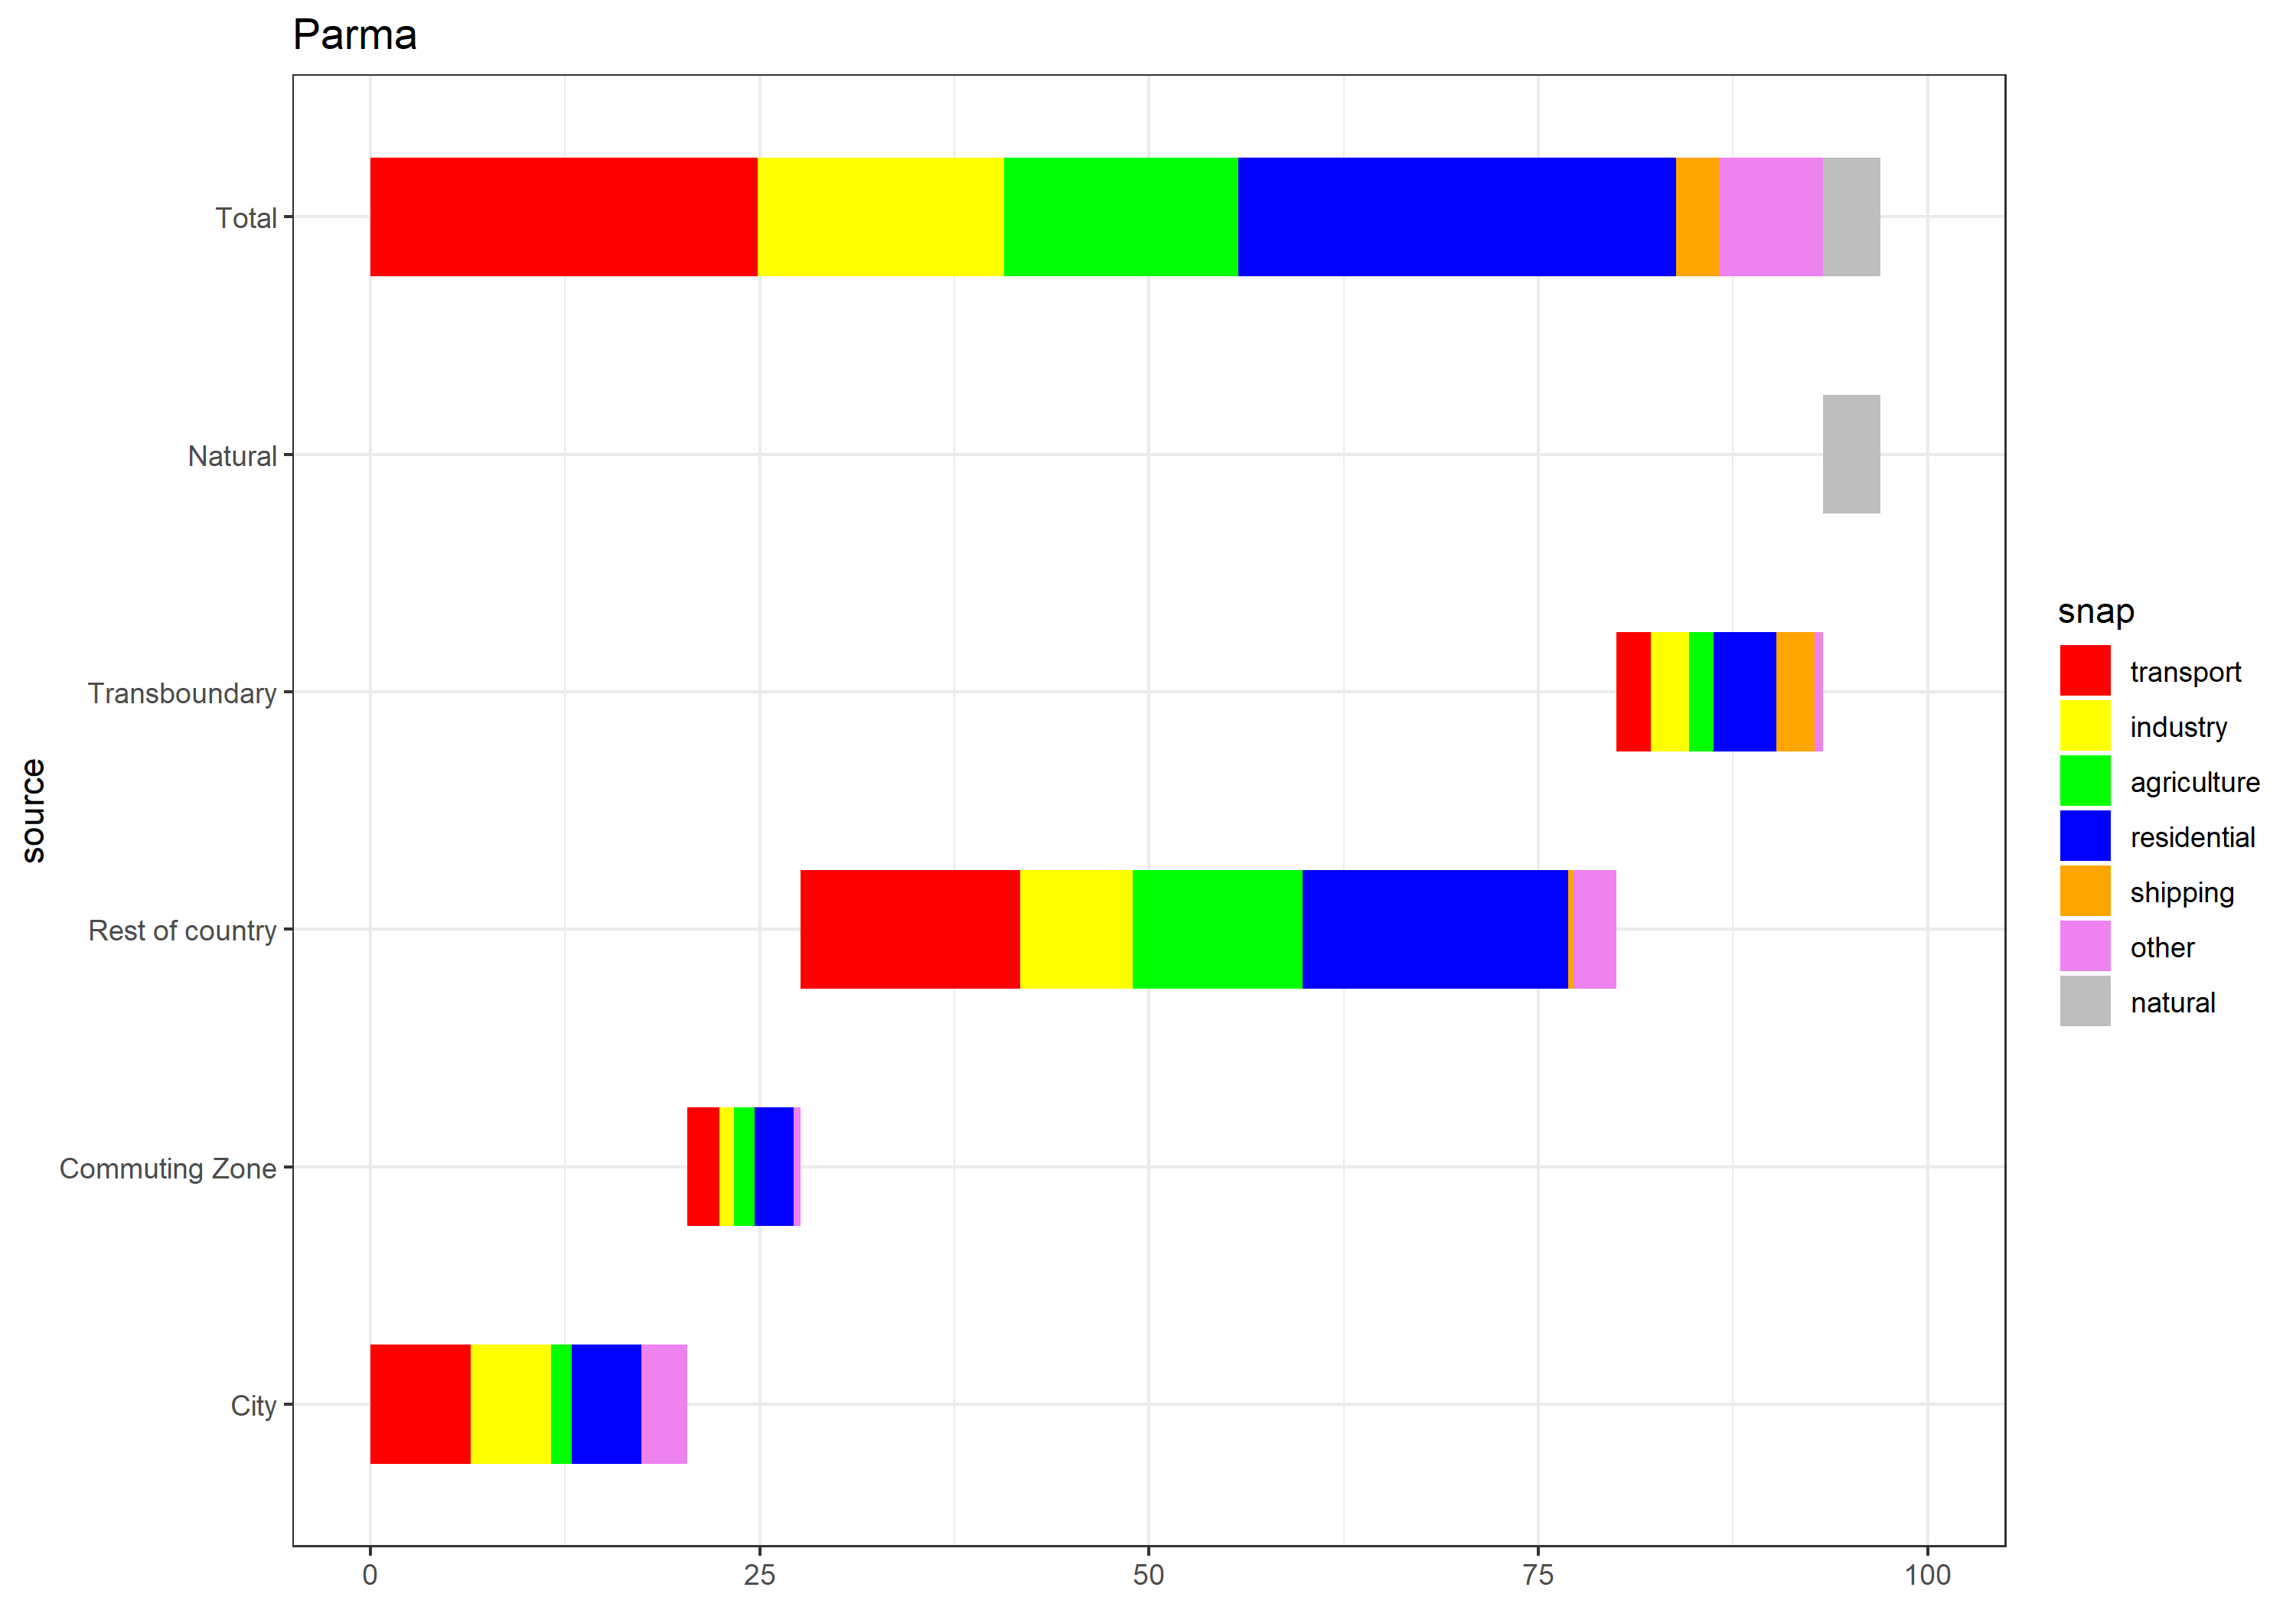 Parma
source
Total
Natural
Transboundary
Rest of country
Commuting Zone
City
0 25 50 75 100
snap
transport
industry
agriculture
residential
shipping
other
natural